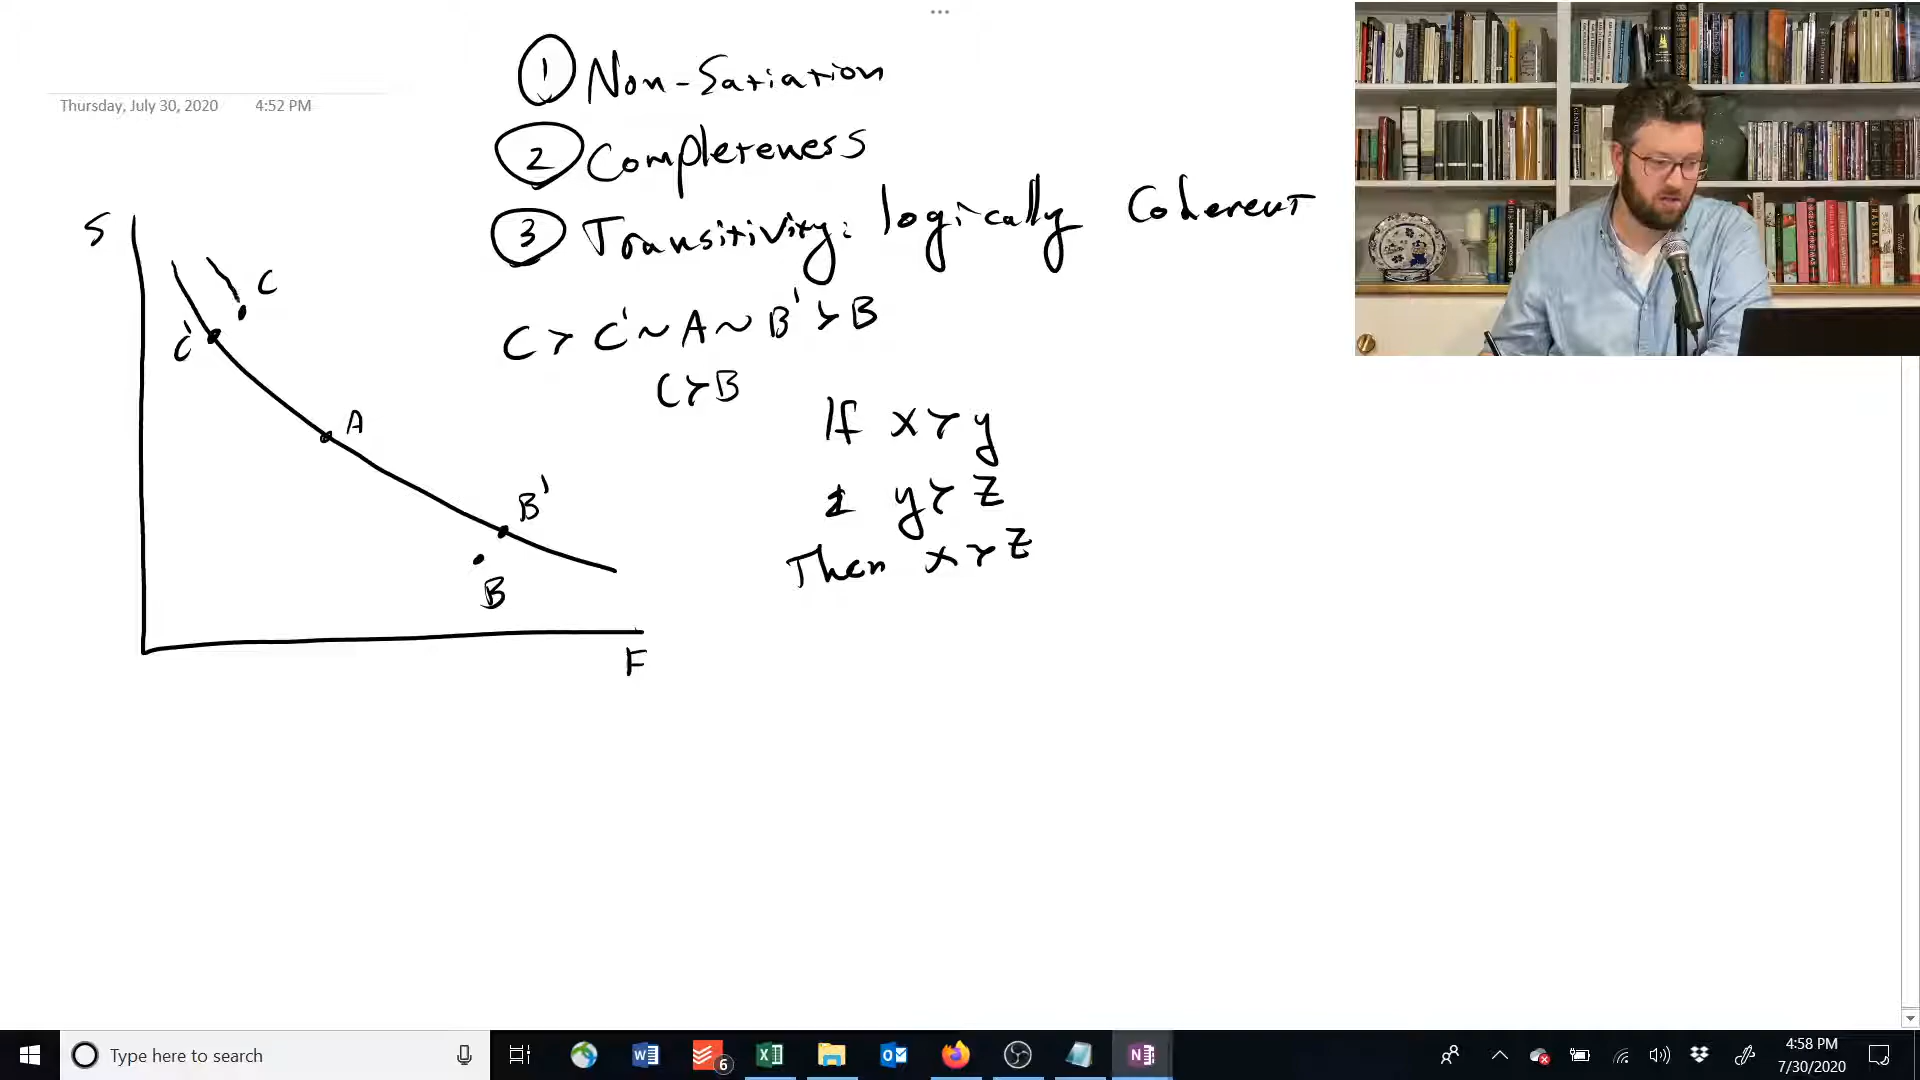 Thursday, July 30, 2020 4:52 PM
① Non-Satiation
② Completeness
③ Transitivity: logically Coherent
S
C
C'
A
B'
B
F
C ≻ C' ~ A ~ B' ≻ B
C ≻ B
If x ≻ y
& y ≻ z
Then x ≻ z
Type here to search
6
4:58 PM
7/30/2020